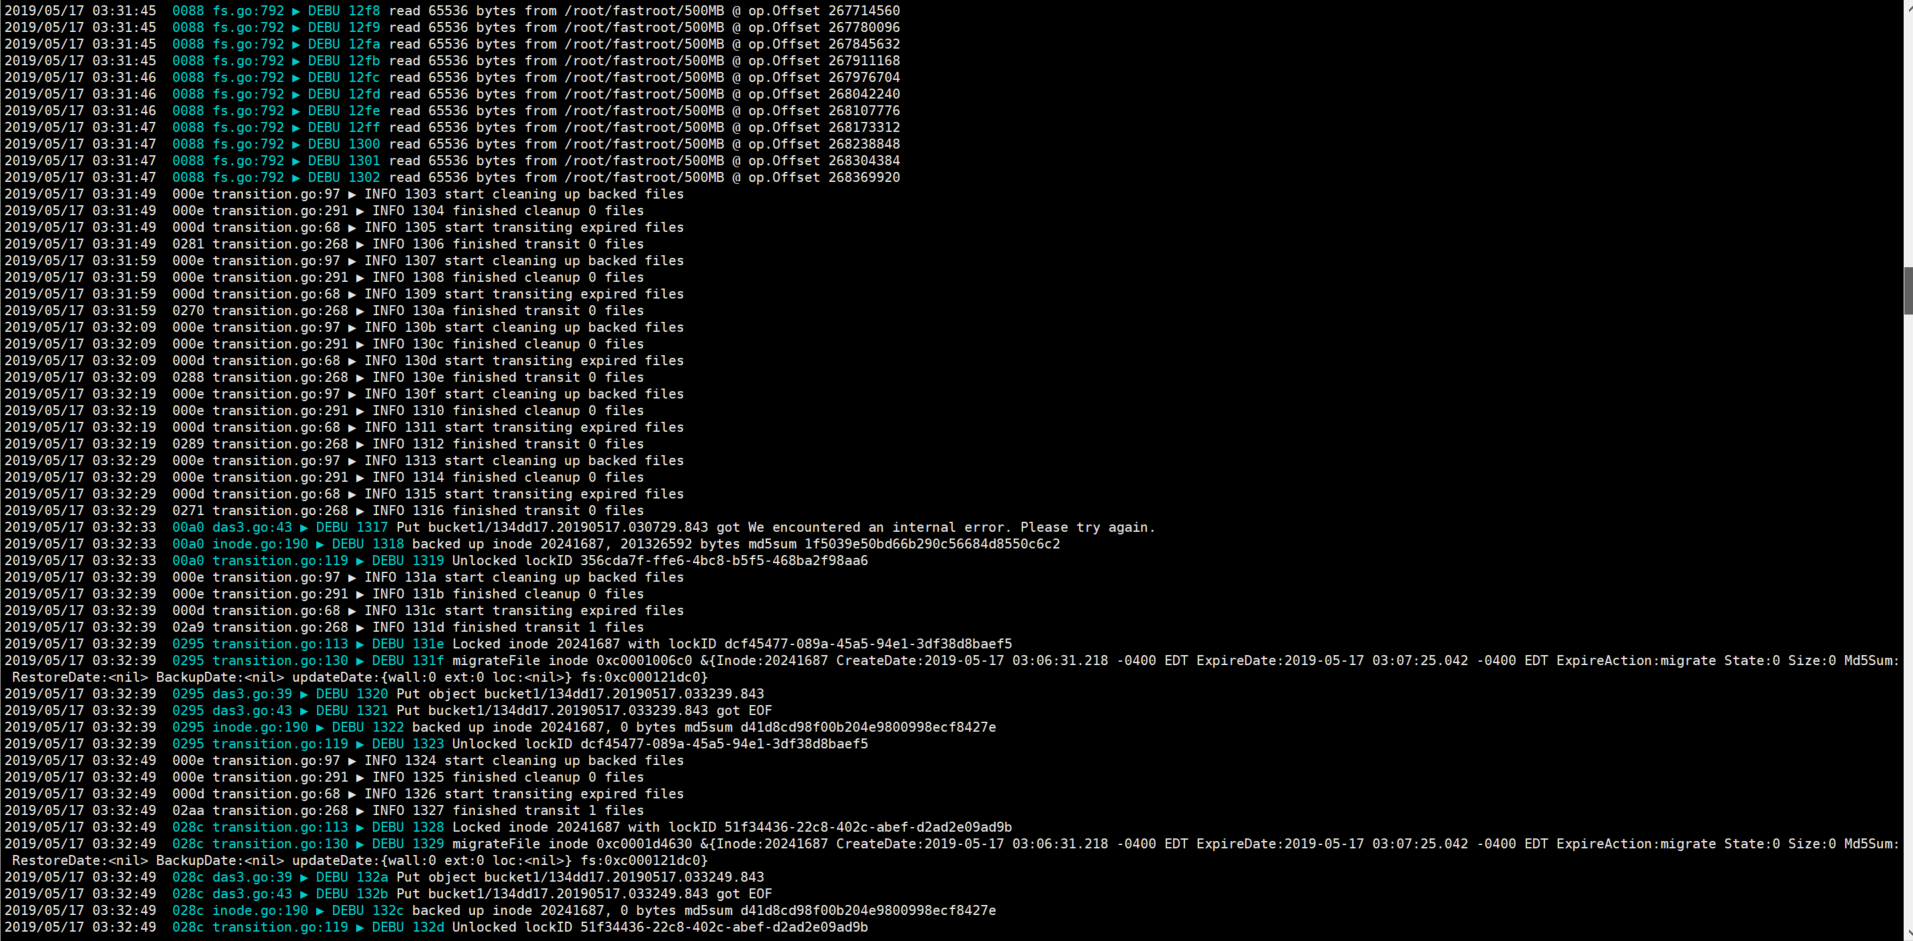 2019/05/17 03:31:45  0088 fs.go:792 ▶ DEBU 12f8 read 65536 bytes from /root/fastroot/500MB @ op.Offset 267714560
2019/05/17 03:31:45  0088 fs.go:792 ▶ DEBU 12f9 read 65536 bytes from /root/fastroot/500MB @ op.Offset 267780096
2019/05/17 03:31:45  0088 fs.go:792 ▶ DEBU 12fa read 65536 bytes from /root/fastroot/500MB @ op.Offset 267845632
2019/05/17 03:31:45  0088 fs.go:792 ▶ DEBU 12fb read 65536 bytes from /root/fastroot/500MB @ op.Offset 267911168
2019/05/17 03:31:46  0088 fs.go:792 ▶ DEBU 12fc read 65536 bytes from /root/fastroot/500MB @ op.Offset 267976704
2019/05/17 03:31:46  0088 fs.go:792 ▶ DEBU 12fd read 65536 bytes from /root/fastroot/500MB @ op.Offset 268042240
2019/05/17 03:31:46  0088 fs.go:792 ▶ DEBU 12fe read 65536 bytes from /root/fastroot/500MB @ op.Offset 268107776
2019/05/17 03:31:47  0088 fs.go:792 ▶ DEBU 12ff read 65536 bytes from /root/fastroot/500MB @ op.Offset 268173312
2019/05/17 03:31:47  0088 fs.go:792 ▶ DEBU 1300 read 65536 bytes from /root/fastroot/500MB @ op.Offset 268238848
2019/05/17 03:31:47  0088 fs.go:792 ▶ DEBU 1301 read 65536 bytes from /root/fastroot/500MB @ op.Offset 268304384
2019/05/17 03:31:47  0088 fs.go:792 ▶ DEBU 1302 read 65536 bytes from /root/fastroot/500MB @ op.Offset 268369920
2019/05/17 03:31:49  000e transition.go:97 ▶ INFO 1303 start cleaning up backed files
2019/05/17 03:31:49  000e transition.go:291 ▶ INFO 1304 finished cleanup 0 files
2019/05/17 03:31:49  000d transition.go:68 ▶ INFO 1305 start transiting expired files
2019/05/17 03:31:49  0281 transition.go:268 ▶ INFO 1306 finished transit 0 files
2019/05/17 03:31:59  000e transition.go:97 ▶ INFO 1307 start cleaning up backed files
2019/05/17 03:31:59  000e transition.go:291 ▶ INFO 1308 finished cleanup 0 files
2019/05/17 03:31:59  000d transition.go:68 ▶ INFO 1309 start transiting expired files
2019/05/17 03:31:59  0270 transition.go:268 ▶ INFO 130a finished transit 0 files
2019/05/17 03:32:09  000e transition.go:97 ▶ INFO 130b start cleaning up backed files
2019/05/17 03:32:09  000e transition.go:291 ▶ INFO 130c finished cleanup 0 files
2019/05/17 03:32:09  000d transition.go:68 ▶ INFO 130d start transiting expired files
2019/05/17 03:32:09  0288 transition.go:268 ▶ INFO 130e finished transit 0 files
2019/05/17 03:32:19  000e transition.go:97 ▶ INFO 130f start cleaning up backed files
2019/05/17 03:32:19  000e transition.go:291 ▶ INFO 1310 finished cleanup 0 files
2019/05/17 03:32:19  000d transition.go:68 ▶ INFO 1311 start transiting expired files
2019/05/17 03:32:19  0289 transition.go:268 ▶ INFO 1312 finished transit 0 files
2019/05/17 03:32:29  000e transition.go:97 ▶ INFO 1313 start cleaning up backed files
2019/05/17 03:32:29  000e transition.go:291 ▶ INFO 1314 finished cleanup 0 files
2019/05/17 03:32:29  000d transition.go:68 ▶ INFO 1315 start transiting expired files
2019/05/17 03:32:29  0271 transition.go:268 ▶ INFO 1316 finished transit 0 files
2019/05/17 03:32:33  00a0 das3.go:43 ▶ DEBU 1317 Put bucket1/134dd17.20190517.030729.843 got We encountered an internal error. Please try again.
2019/05/17 03:32:33  00a0 inode.go:190 ▶ DEBU 1318 backed up inode 20241687, 201326592 bytes md5sum 1f5039e50bd66b290c56684d8550c6c2
2019/05/17 03:32:33  00a0 transition.go:119 ▶ DEBU 1319 Unlocked lockID 356cda7f-ffe6-4bc8-b5f5-468ba2f98aa6
2019/05/17 03:32:39  000e transition.go:97 ▶ INFO 131a start cleaning up backed files
2019/05/17 03:32:39  000e transition.go:291 ▶ INFO 131b finished cleanup 0 files
2019/05/17 03:32:39  000d transition.go:68 ▶ INFO 131c start transiting expired files
2019/05/17 03:32:39  02a9 transition.go:268 ▶ INFO 131d finished transit 1 files
2019/05/17 03:32:39  0295 transition.go:113 ▶ DEBU 131e Locked inode 20241687 with lockID dcf45477-089a-45a5-94e1-3df38d8baef5
2019/05/17 03:32:39  0295 transition.go:130 ▶ DEBU 131f migrateFile inode 0xc0001006c0 &{Inode:20241687 CreateDate:2019-05-17 03:06:31.218 -0400 EDT ExpireDate:2019-05-17 03:07:25.042 -0400 EDT ExpireAction:migrate State:0 Size:0 Md5Sum:
 RestoreDate:<nil> BackupDate:<nil> updateDate:{wall:0 ext:0 loc:<nil>} fs:0xc000121dc0}
2019/05/17 03:32:39  0295 das3.go:39 ▶ DEBU 1320 Put object bucket1/134dd17.20190517.033239.843
2019/05/17 03:32:39  0295 das3.go:43 ▶ DEBU 1321 Put bucket1/134dd17.20190517.033239.843 got EOF
2019/05/17 03:32:39  0295 inode.go:190 ▶ DEBU 1322 backed up inode 20241687, 0 bytes md5sum d41d8cd98f00b204e9800998ecf8427e
2019/05/17 03:32:39  0295 transition.go:119 ▶ DEBU 1323 Unlocked lockID dcf45477-089a-45a5-94e1-3df38d8baef5
2019/05/17 03:32:49  000e transition.go:97 ▶ INFO 1324 start cleaning up backed files
2019/05/17 03:32:49  000e transition.go:291 ▶ INFO 1325 finished cleanup 0 files
2019/05/17 03:32:49  000d transition.go:68 ▶ INFO 1326 start transiting expired files
2019/05/17 03:32:49  02aa transition.go:268 ▶ INFO 1327 finished transit 1 files
2019/05/17 03:32:49  028c transition.go:113 ▶ DEBU 1328 Locked inode 20241687 with lockID 51f34436-22c8-402c-abef-d2ad2e09ad9b
2019/05/17 03:32:49  028c transition.go:130 ▶ DEBU 1329 migrateFile inode 0xc0001d4630 &{Inode:20241687 CreateDate:2019-05-17 03:06:31.218 -0400 EDT ExpireDate:2019-05-17 03:07:25.042 -0400 EDT ExpireAction:migrate State:0 Size:0 Md5Sum:
 RestoreDate:<nil> BackupDate:<nil> updateDate:{wall:0 ext:0 loc:<nil>} fs:0xc000121dc0}
2019/05/17 03:32:49  028c das3.go:39 ▶ DEBU 132a Put object bucket1/134dd17.20190517.033249.843
2019/05/17 03:32:49  028c das3.go:43 ▶ DEBU 132b Put bucket1/134dd17.20190517.033249.843 got EOF
2019/05/17 03:32:49  028c inode.go:190 ▶ DEBU 132c backed up inode 20241687, 0 bytes md5sum d41d8cd98f00b204e9800998ecf8427e
2019/05/17 03:32:49  028c transition.go:119 ▶ DEBU 132d Unlocked lockID 51f34436-22c8-402c-abef-d2ad2e09ad9b